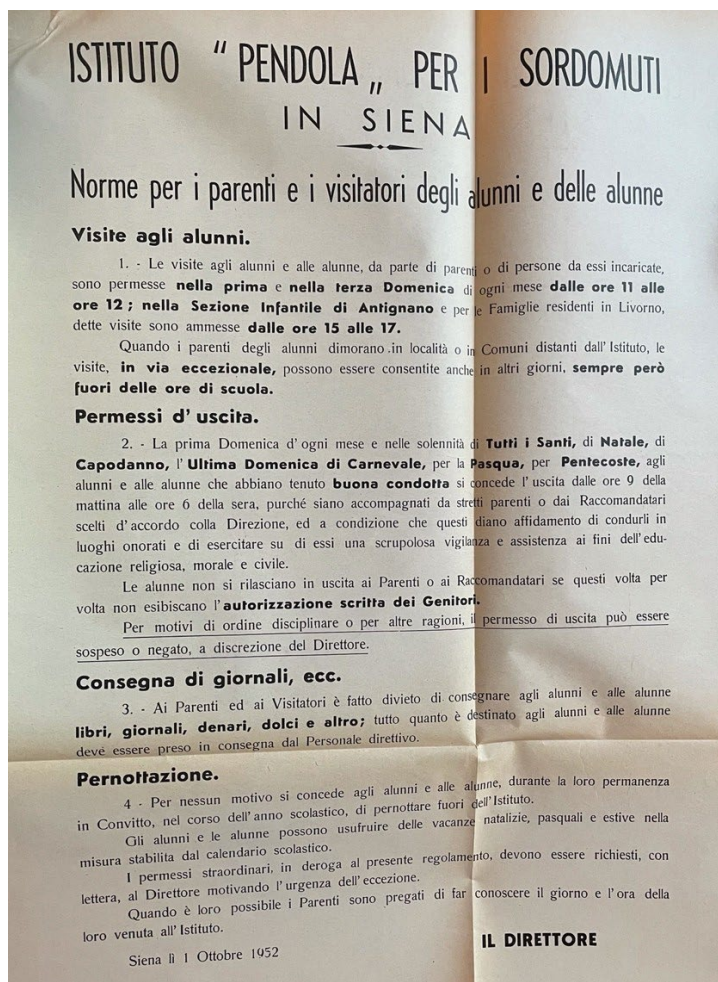 ISTITUTO “ PENDOLA „ PER I SORDOMUTI
IN SIENA
Norme per i parenti e i visitatori degli alunni e delle alunne
Visite agli alunni.
1. - Le visite agli alunni e alle alunne, da parte di parenti o di persone da essi incaricate,
sono permesse nella prima e nella terza Domenica di ogni mese dalle ore 11 alle
ore 12 ; nella Sezione Infantile di Antignano e per le Famiglie residenti in Livorno,
dette visite sono ammesse dalle ore 15 alle 17.
Quando i parenti degli alunni dimorano in località o in Comuni distanti dall' Istituto, le
visite, in via eccezionale, possono essere consentite anche in altri giorni, sempre però
fuori delle ore di scuola.
Permessi d' uscita.
2. - La prima Domenica d' ogni mese e nelle solennità di Tutti i Santi, di Natale, di
Capodanno, l' Ultima Domenica di Carnevale, per la Pasqua, per Pentecoste, agli
alunni e alle alunne che abbiano tenuto buona condotta si concede l' uscita dalle ore 9 della
mattina alle ore 6 della sera, purché siano accompagnati da stretti parenti o dai Raccomandatari
scelti d' accordo colla Direzione, ed a condizione che questi diano affidamento di condurli in
luoghi onorati e di esercitare su di essi una scrupolosa vigilanza e assistenza ai fini dell' edu-
cazione religiosa, morale e civile.
Le alunne non si rilasciano in uscita ai Parenti o ai Raccomandatari se questi volta per
volta non esibiscano l' autorizzazione scritta dei Genitori.
Per motivi di ordine disciplinare o per altre ragioni, il permesso di uscita può essere
sospeso o negato, a discrezione del Direttore.
Consegna di giornali, ecc.
3. - Ai Parenti ed ai Visitatori è fatto divieto di consegnare agli alunni e alle alunne
libri, giornali, denari, dolci e altro; tutto quanto è destinato agli alunni e alle alunne
deve essere preso in consegna dal Personale direttivo.
Pernottazione.
4 - Per nessun motivo si concede agli alunni e alle alunne, durante la loro permanenza
in Convitto, nel corso dell' anno scolastico, di pernottare fuori dell' Istituto.
Gli alunni e le alunne possono usufruire delle vacanze natalizie, pasquali e estive nella
misura stabilita dal calendario scolastico.
I permessi straordinari, in deroga al presente regolamento, devono essere richiesti, con
lettera, al Direttore motivando l' urgenza dell' eccezione.
Quando è loro possibile i Parenti sono pregati di far conoscere il giorno e l' ora della
loro venuta all' Istituto.
Siena lì 1 Ottobre 1952
IL DIRETTORE